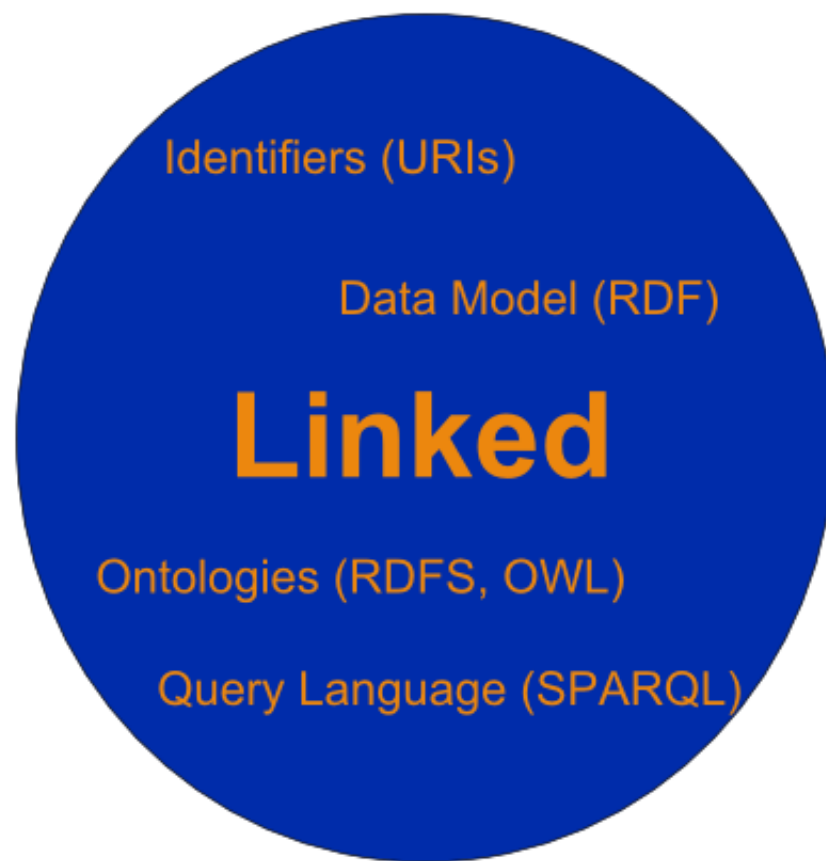 Identifiers (URIs)
Data Model (RDF)
Linked
Ontologies (RDFS, OWL)
Query Language (SPARQL)